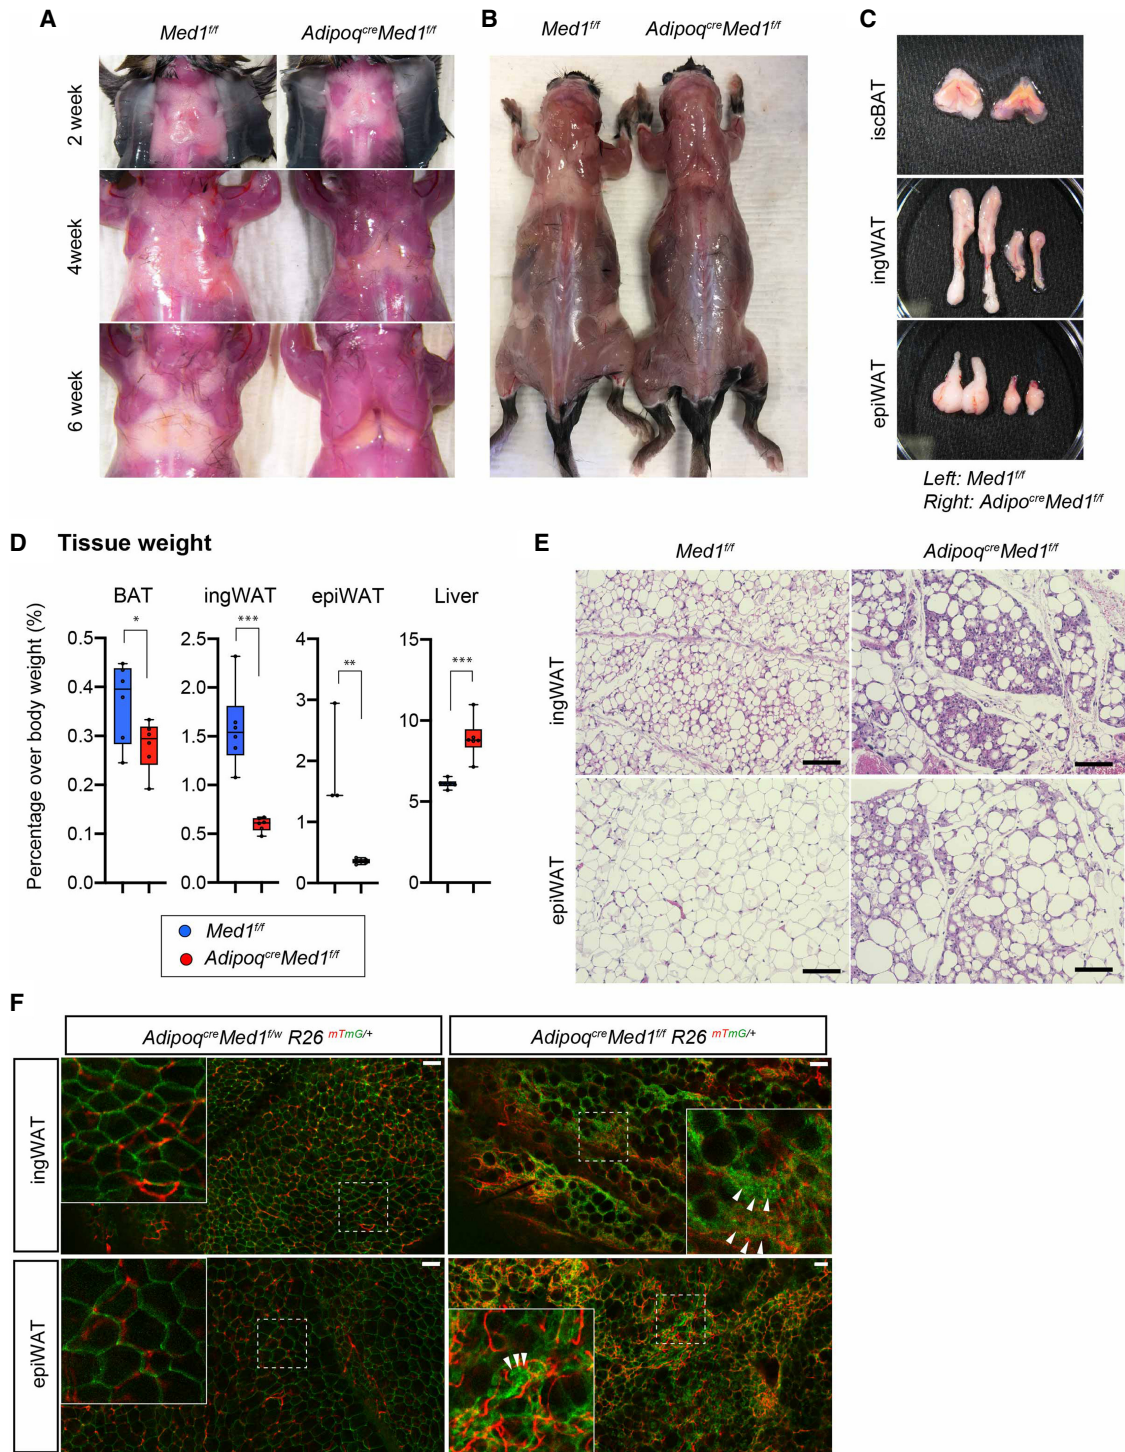 A
Med1f/f
AdipoqcreMed1f/f
2 week
4week
6 week
B
Med1f/f
AdipoqcreMed1f/f
C
iscBAT
ingWAT
epiWAT
Left: Med1f/f
Right: AdipocreMed1f/f
D Tissue weight
Percentage over body weight (%)
BAT
*
0.5
0.4
0.3
0.2
0.1
0.0
ingWAT
***
2.5
2.0
1.5
1.0
0.5
0.0
epiWAT
**
4
3
2
1
0
Liver
***
15
10
5
0
Med1f/f
AdipoqcreMed1f/f
E
Med1f/f
AdipoqcreMed1f/f
ingWAT
epiWAT
F
AdipoqcreMed1f/w R26 mTmG/+
AdipoqcreMed1f/f R26 mTmG/+
ingWAT
epiWAT